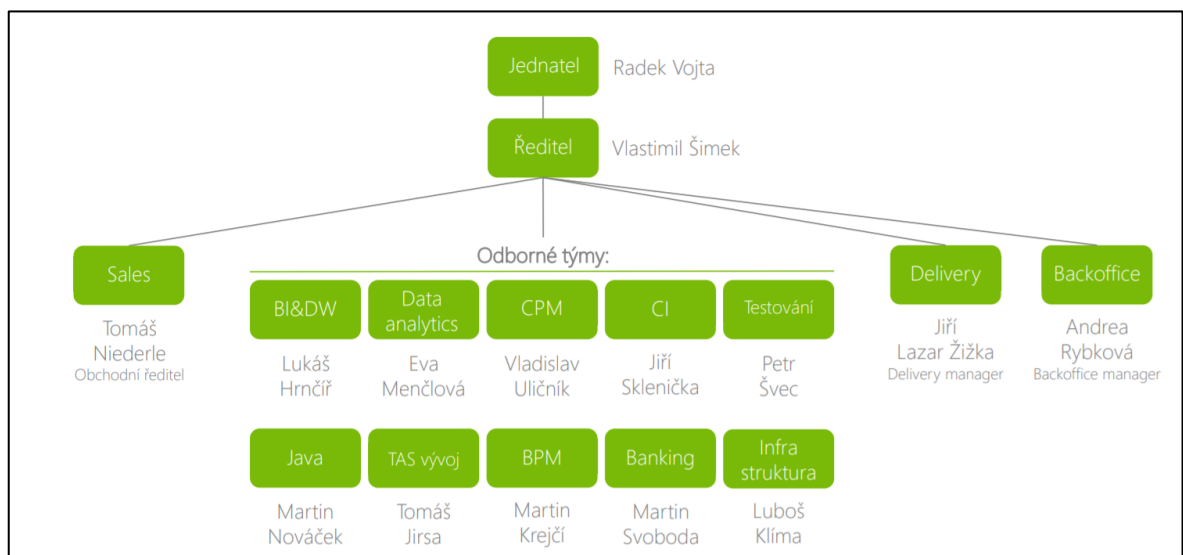 Jednatel
Radek Vojta
Ředitel
Vlastimil Šimek
Odborné týmy:
Sales
Tomáš
Niederle
Obchodní ředitel
BI&DW
Lukáš
Hrnčíř
Data
analytics
Eva
Menčlová
CPM
Vladislav
Uličník
CI
Jiří
Sklenička
Testování
Petr
Švec
Delivery
Jiří
Lazar Žižka
Delivery manager
Backoffice
Andrea
Rybková
Backoffice manager
Java
Martin
Nováček
TAS vývoj
Tomáš
Jirsa
BPM
Martin
Krejčí
Banking
Martin
Svoboda
Infra
struktura
Luboš
Klíma